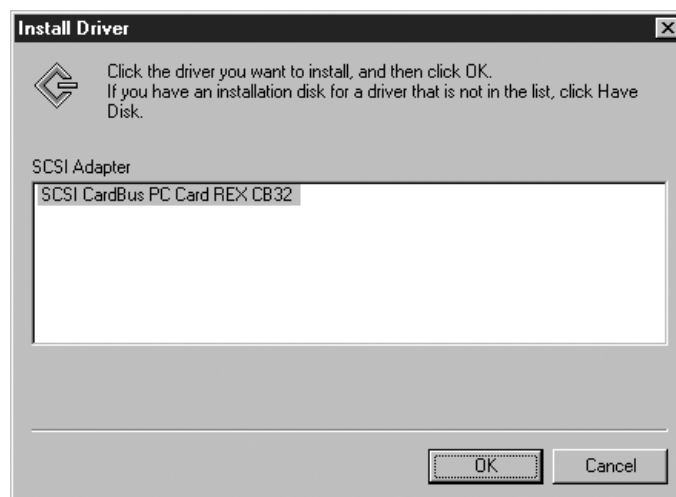 Install Driver
Click the driver you want to install, and then click OK.
If you have an installation disk for a driver that is not in the list, click Have
Disk.
SCSI Adapter
SCSI CardBus PC Card REX CB32
OK
Cancel